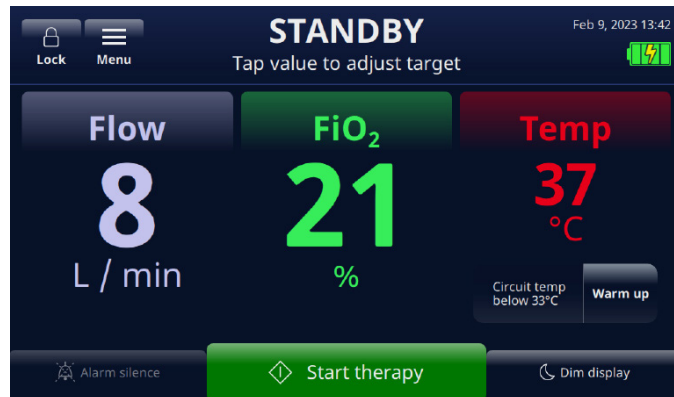 STANDBY
Tap value to adjust target
Feb 9, 2023 13:42
Lock
Menu
Flow
8
L / min
FiO₂
21
%
Temp
37
°C
Circuit temp
below 33°C
Warm up
Alarm silence
Start therapy
Dim display